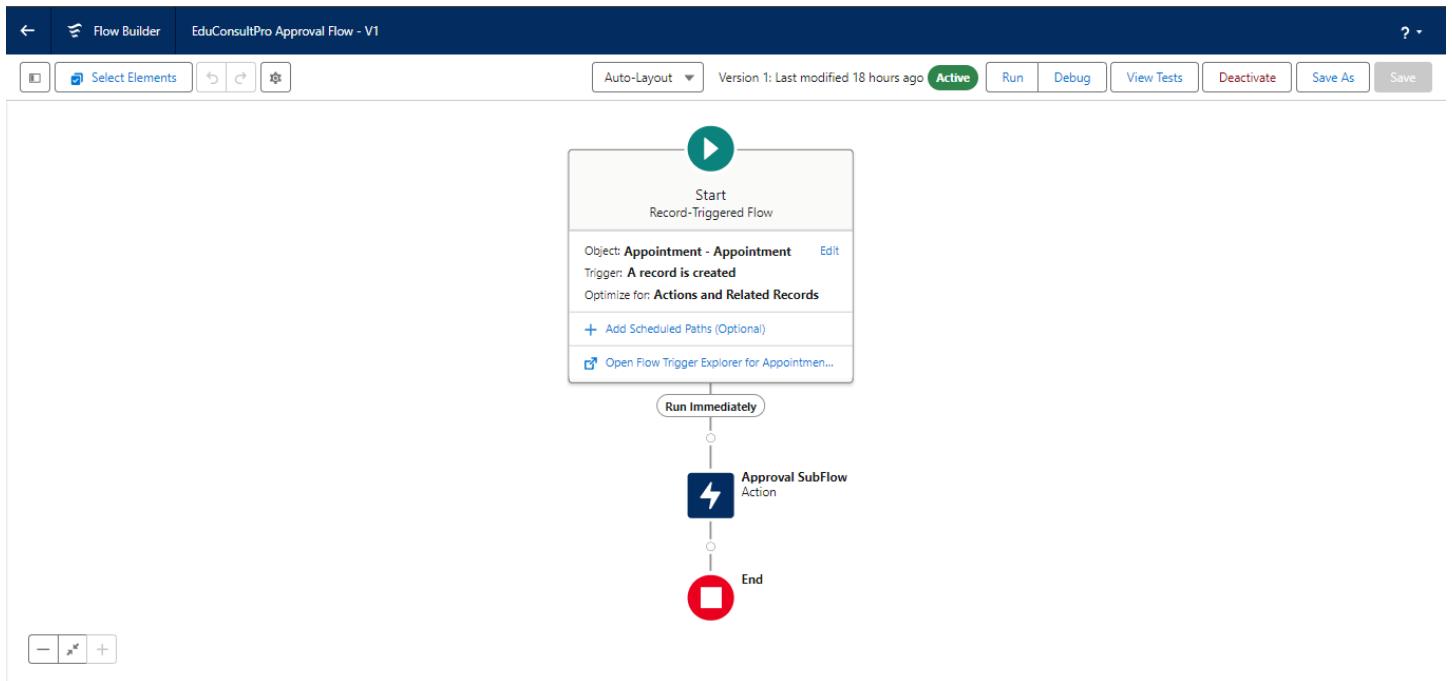 Flow Builder EduConsultPro Approval Flow - V1 ?
Select Elements Auto-Layout Version 1: Last modified 18 hours ago Active Run Debug View Tests Deactivate Save As Save
Start
Record-Triggered Flow
Object: Appointment - Appointment Edit
Trigger: A record is created
Optimize for: Actions and Related Records
+ Add Scheduled Paths (Optional)
Open Flow Trigger Explorer for Appointmen...
Run Immediately
Approval SubFlow
Action
End